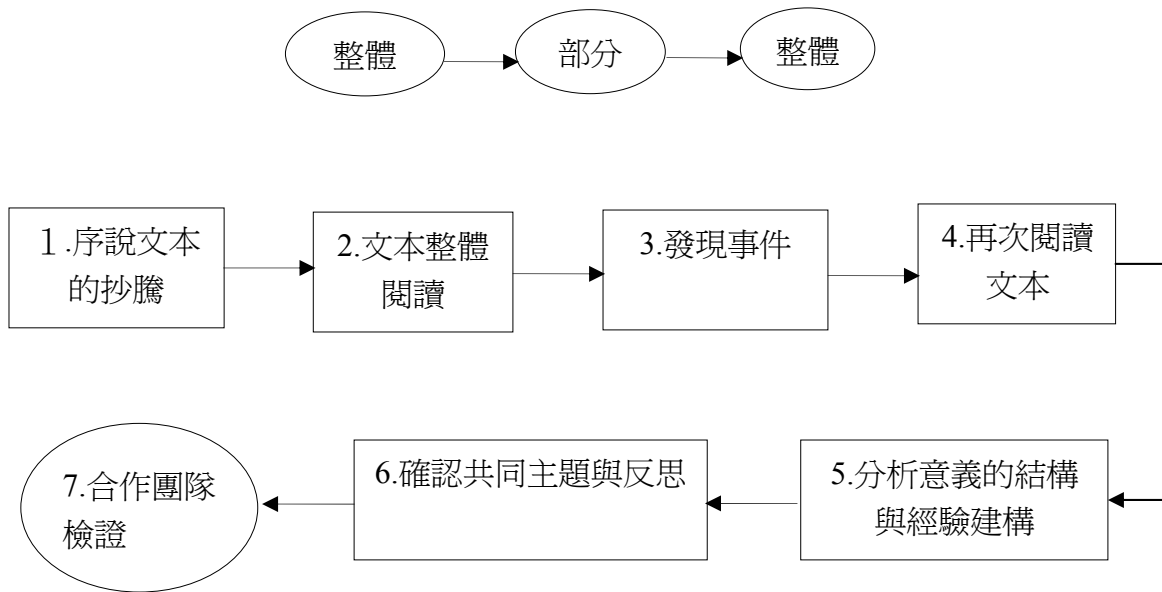 整體
部分
整體
１.序說文本
的抄騰
2.文本整體
閱讀
3.發現事件
4.再次閱讀
文本
7.合作團隊
檢證
6.確認共同主題與反思
5.分析意義的結構
與經驗建構